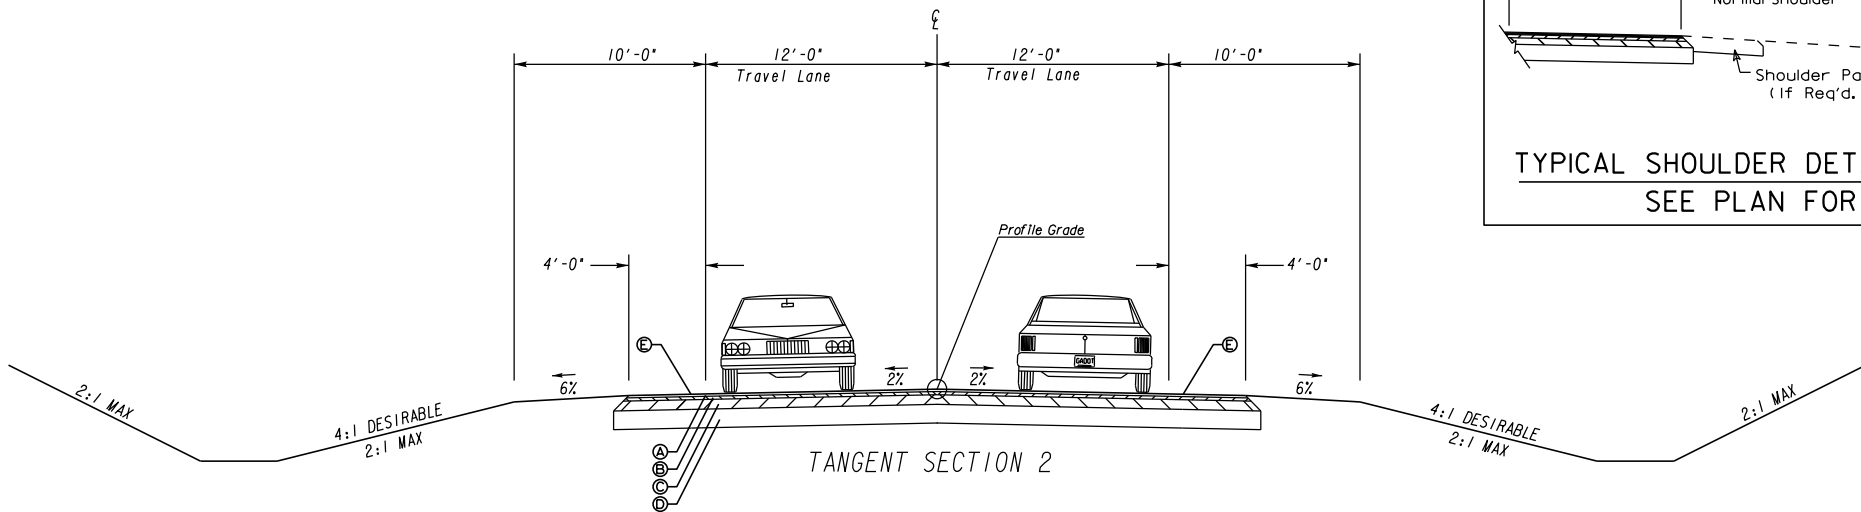 ℄
10'-0" 12'-0" 12'-0" 10'-0"
Travel Lane Travel Lane
Normal Shoulder
Shoulder Pa
(If Req'd.
TYPICAL SHOULDER DET
SEE PLAN FOR
Profile Grade
4'-0" 4'-0"
E E
GADOT
6% 2% 2% 6%
2:1 MAX 4:1 DESIRABLE 2:1 MAX 4:1 DESIRABLE 2:1 MAX 2:1 MAX
A
B
C
D
TANGENT SECTION 2